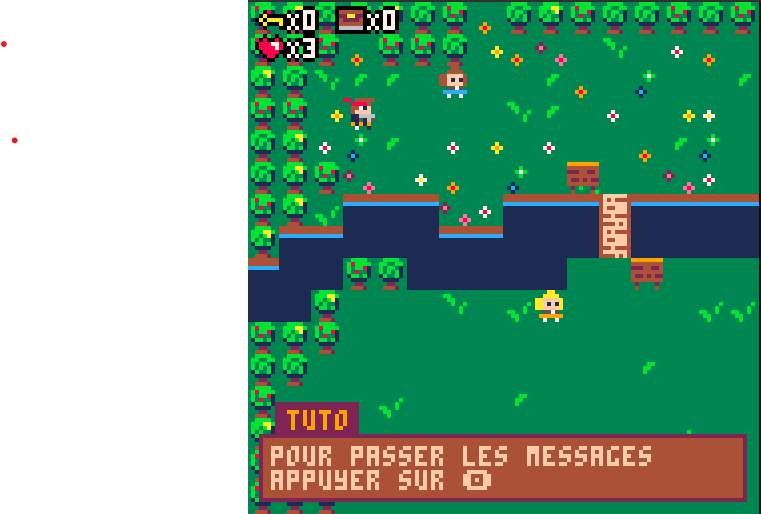 X0 X0
X3
TUTO
POUR PASSER LES MESSAGES
APPUYER SUR